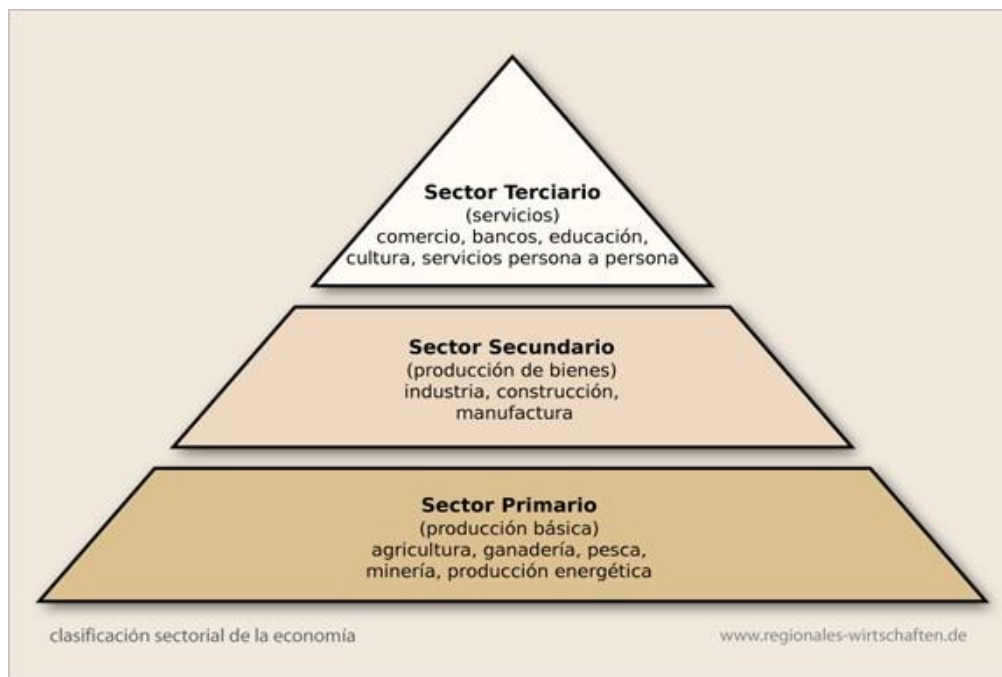 Sector Terciario
(servicios)
comercio, bancos, educación,
cultura, servicios persona a persona
Sector Secundario
(producción de bienes)
industria, construcción,
manufactura
Sector Primario
(producción básica)
agricultura, ganadería, pesca,
minería, producción energética
clasificación sectorial de la economía
www.regionales-wirtschaften.de